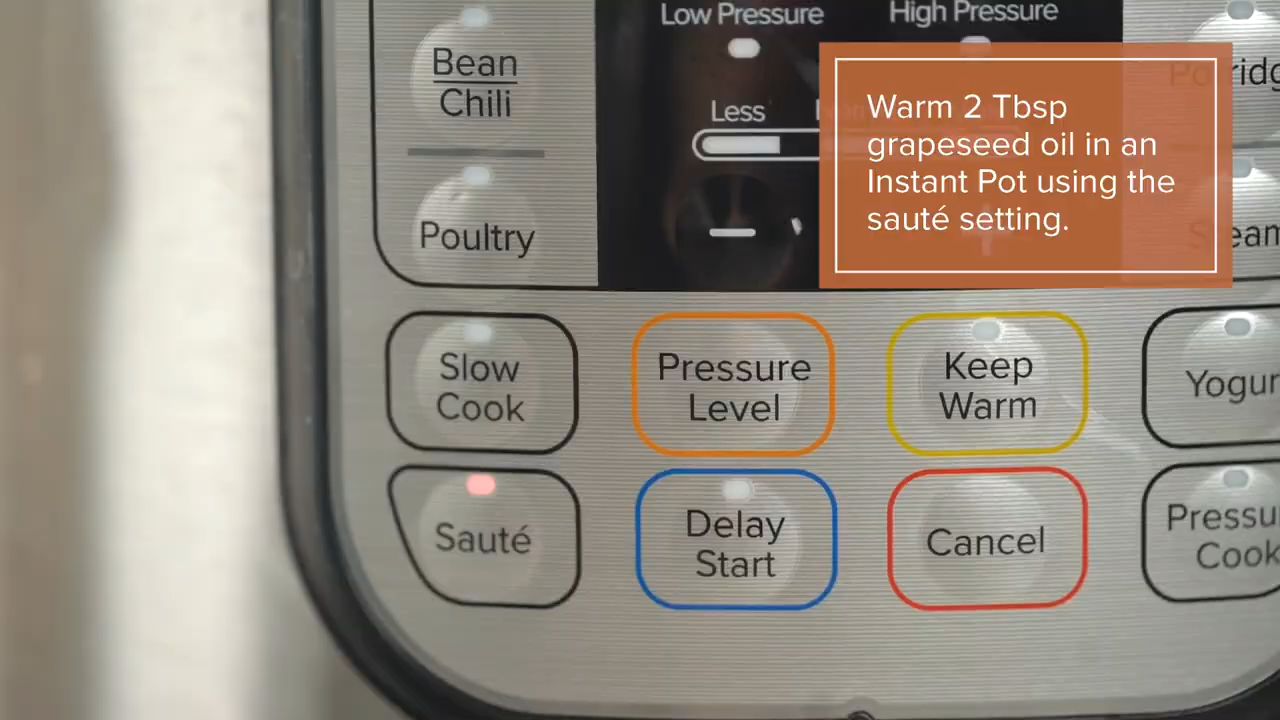 Low Pressure
High Pressure
Bean
Chili
Less
Warm 2 Tbsp
grapeseed oil in an
Instant Pot using the
sauté setting.
Poultry
Slow
Cook
Pressure
Level
Keep
Warm
Sauté
Delay
Start
Cancel
Cook